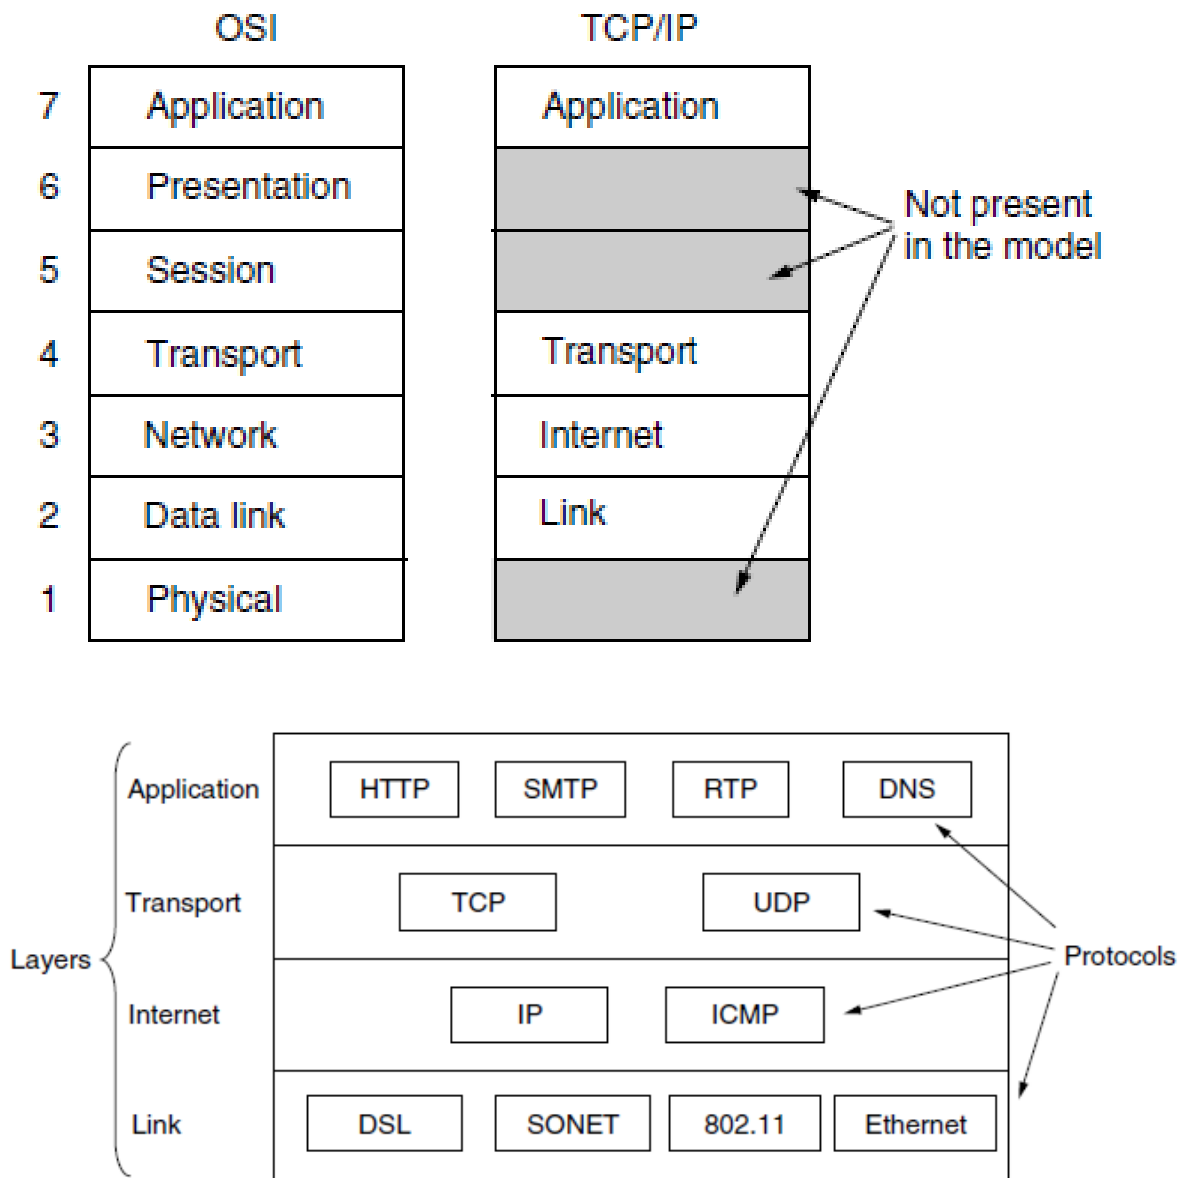 OSI
TCP/IP
7 Application Application
6 Presentation
Not present
in the model
5 Session
4 Transport Transport
3 Network Internet
2 Data link Link
1 Physical
Application HTTP SMTP RTP DNS
Transport TCP UDP
Layers Protocols
Internet IP ICMP
Link DSL SONET 802.11 Ethernet